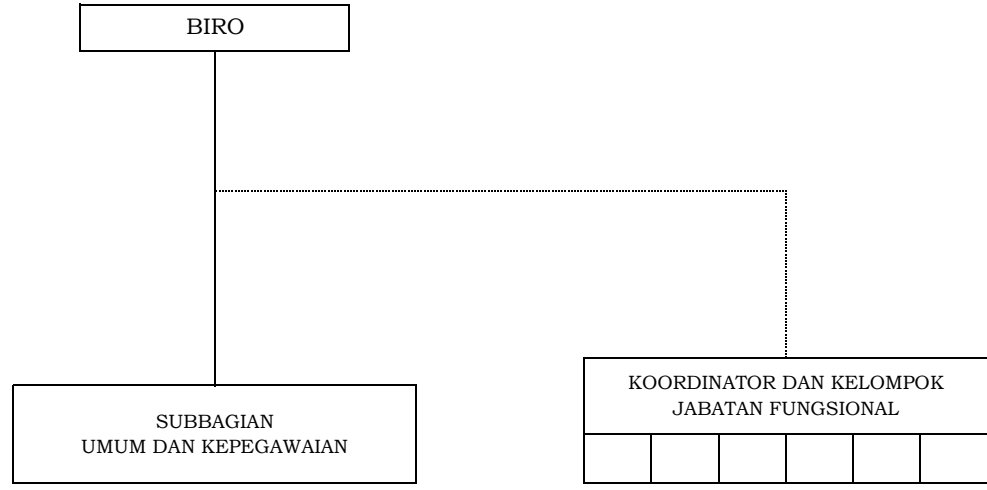 BIRO
SUBBAGIAN
UMUM DAN KEPEGAWAIAN
KOORDINATOR DAN KELOMPOK
JABATAN FUNGSIONAL